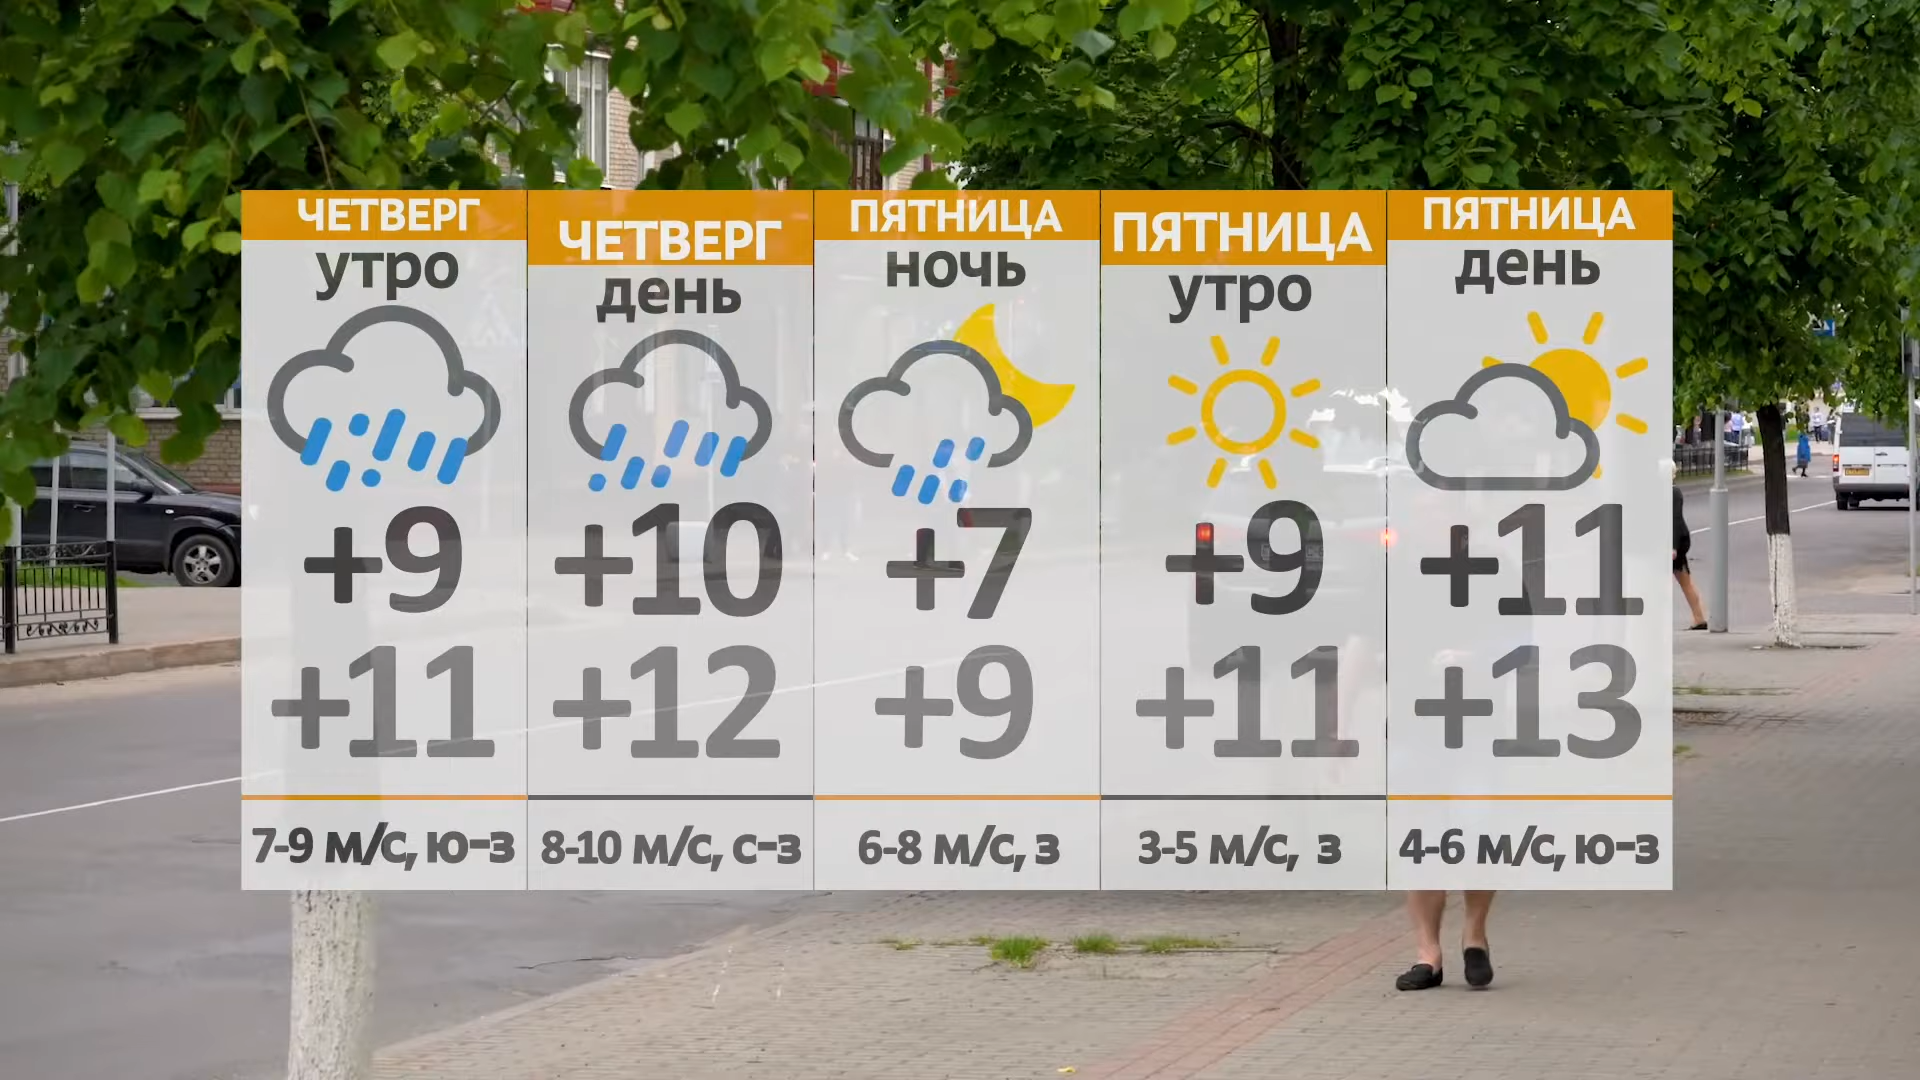 ЧЕТВЕРГ
утро
+9
+11
7-9 м/с, ю-з
ЧЕТВЕРГ
день
+10
+12
8-10 м/с, с-з
ПЯТНИЦА
ночь
+7
+9
6-8 м/с, з
ПЯТНИЦА
утро
+9
+11
3-5 м/с, з
ПЯТНИЦА
день
+11
+13
4-6 м/с, ю-з